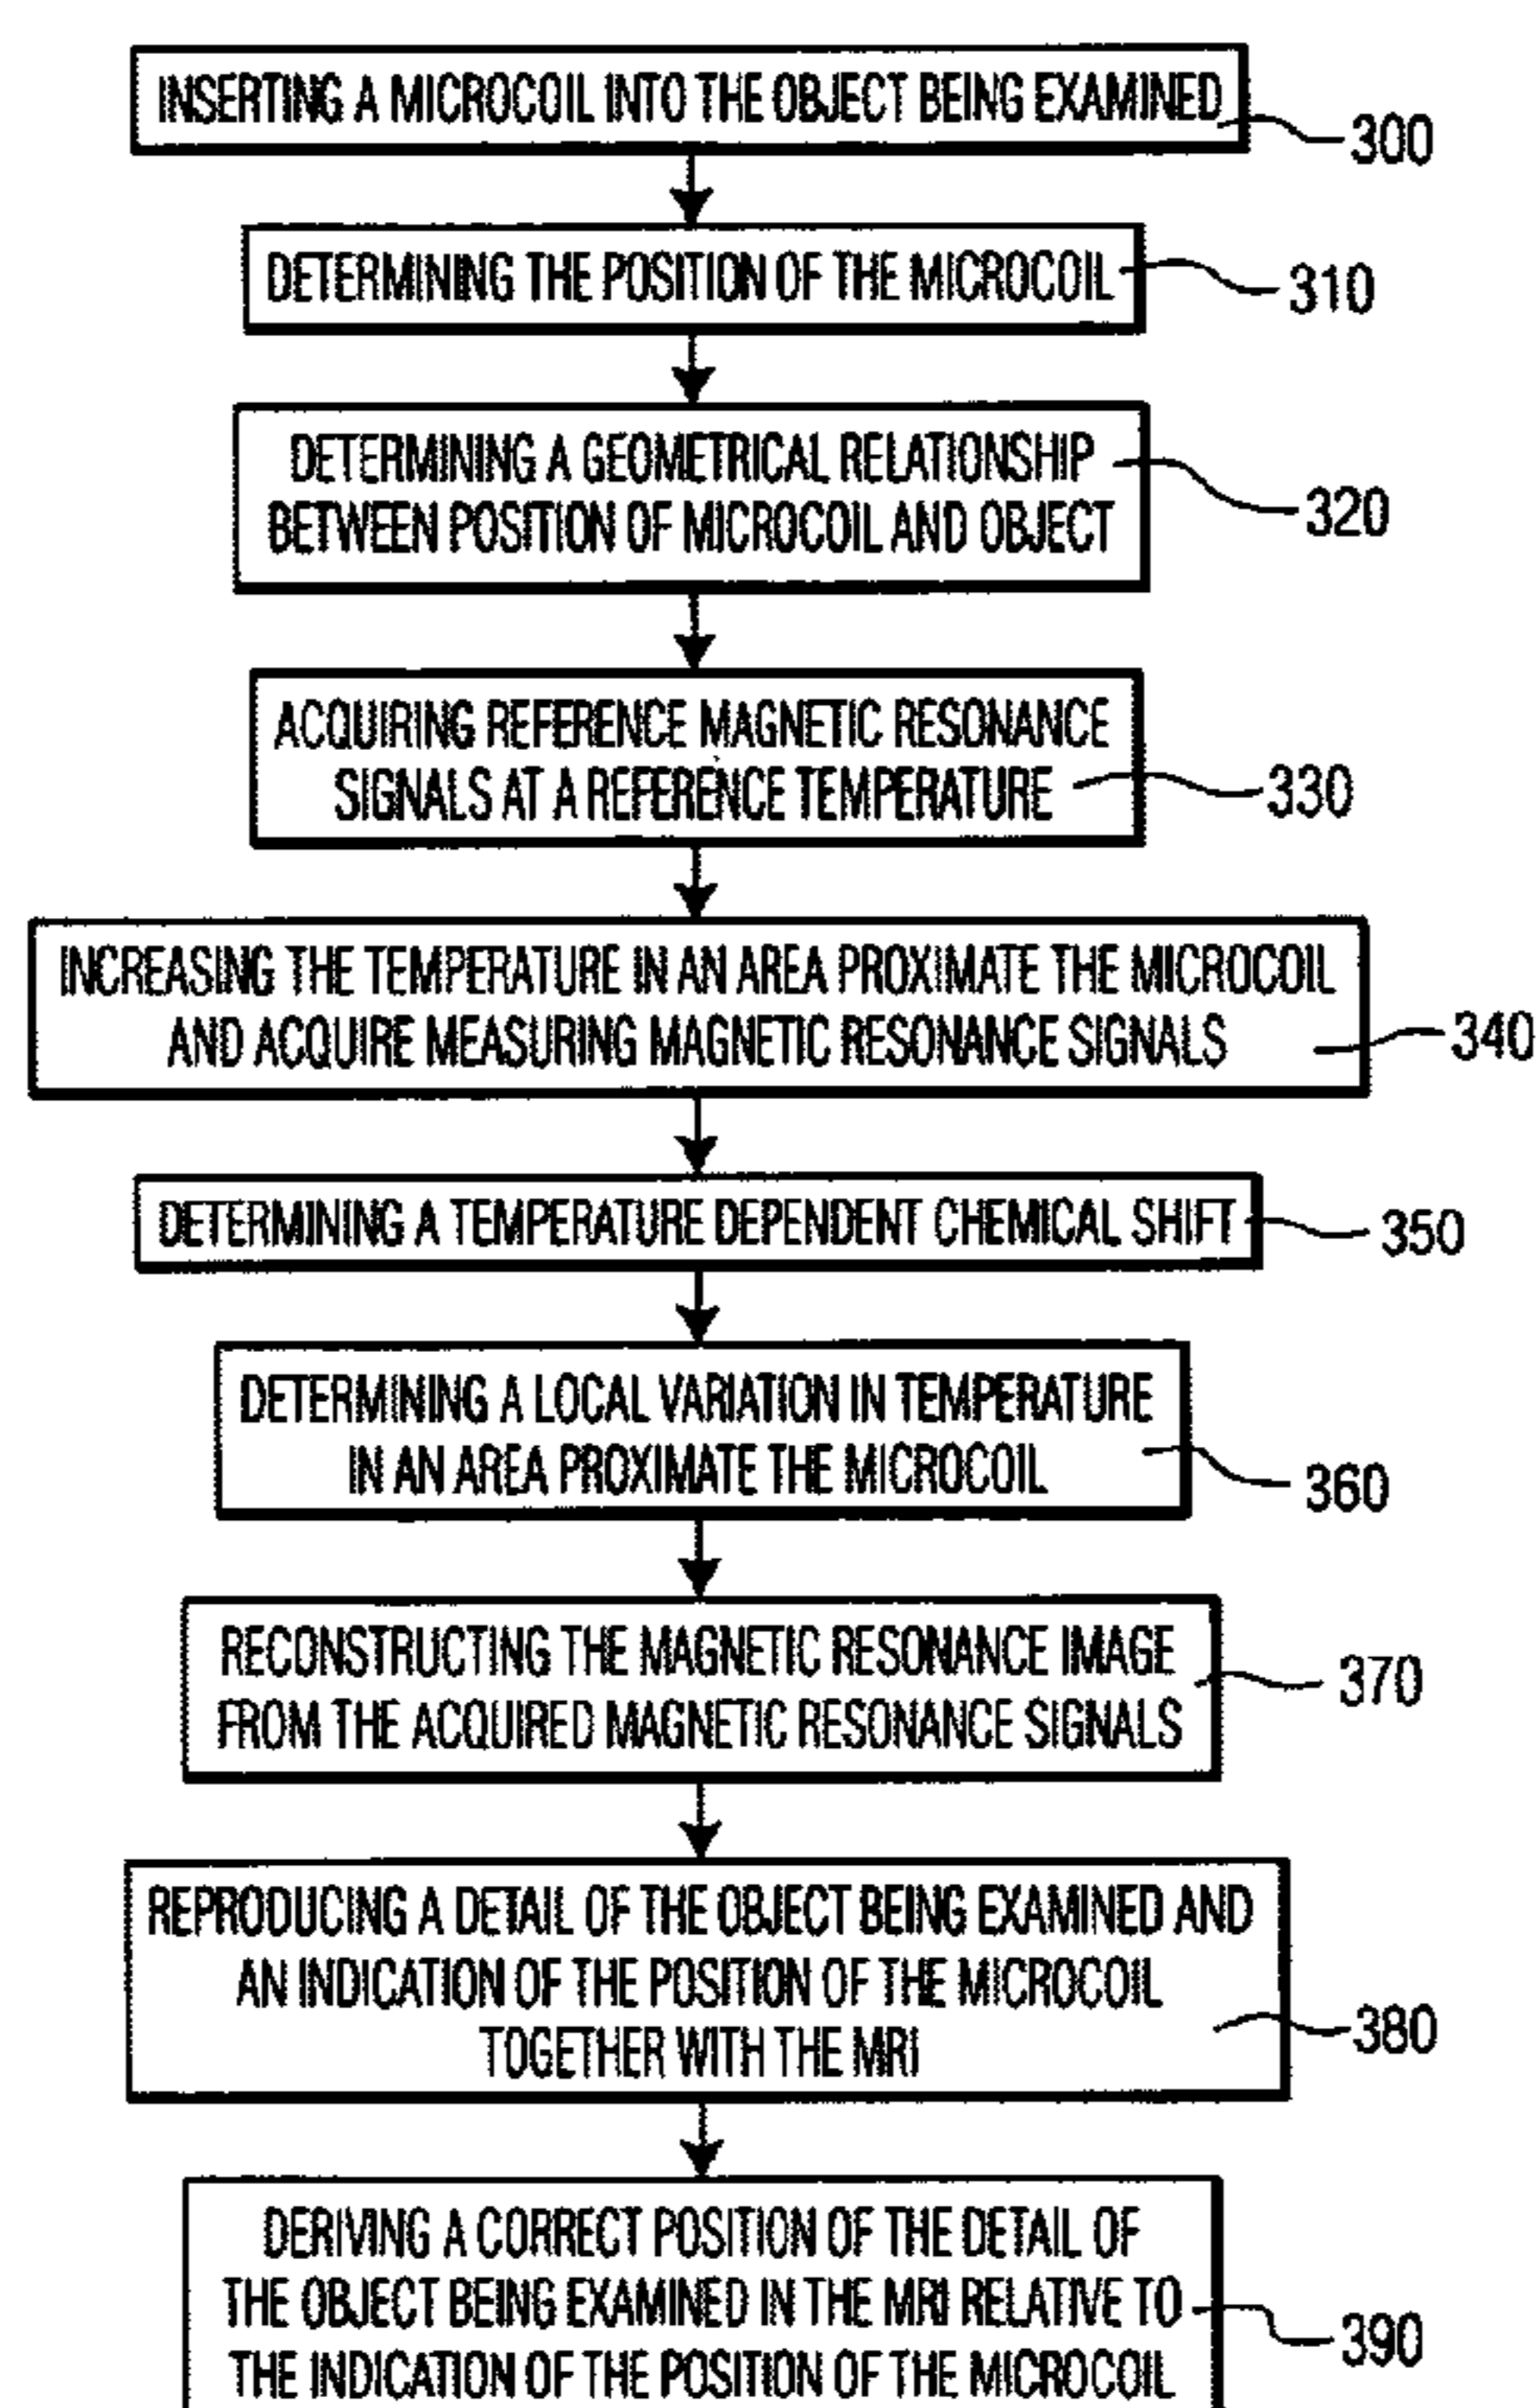 INSERTING A MICROCOIL INTO THE OBJECT BEING EXAMINED
300
DETERMINING THE POSITION OF THE MICROCOIL
310
DETERMINING A GEOMETRICAL RELATIONSHIP
BETWEEN POSITION OF MICROCOIL AND OBJECT
320
ACQUIRING REFERENCE MAGNETIC RESONANCE
SIGNALS AT A REFERENCE TEMPERATURE
330
INCREASING THE TEMPERATURE IN AN AREA PROXIMATE THE MICROCOIL
AND ACQUIRE MEASURING MAGNETIC RESONANCE SIGNALS
340
DETERMINING A TEMPERATURE DEPENDENT CHEMICAL SHIFT
350
DETERMINING A LOCAL VARIATION IN TEMPERATURE
IN AN AREA PROXIMATE THE MICROCOIL
360
RECONSTRUCTING THE MAGNETIC RESONANCE IMAGE
FROM THE ACQUIRED MAGNETIC RESONANCE SIGNALS
370
REPRODUCING A DETAIL OF THE OBJECT BEING EXAMINED AND
AN INDICATION OF THE POSITION OF THE MICROCOIL
TOGETHER WITH THE MRI
380
DERIVING A CORRECT POSITION OF THE DETAIL OF
THE OBJECT BEING EXAMINED IN THE MRI RELATIVE TO
THE INDICATION OF THE POSITION OF THE MICROCOIL
390